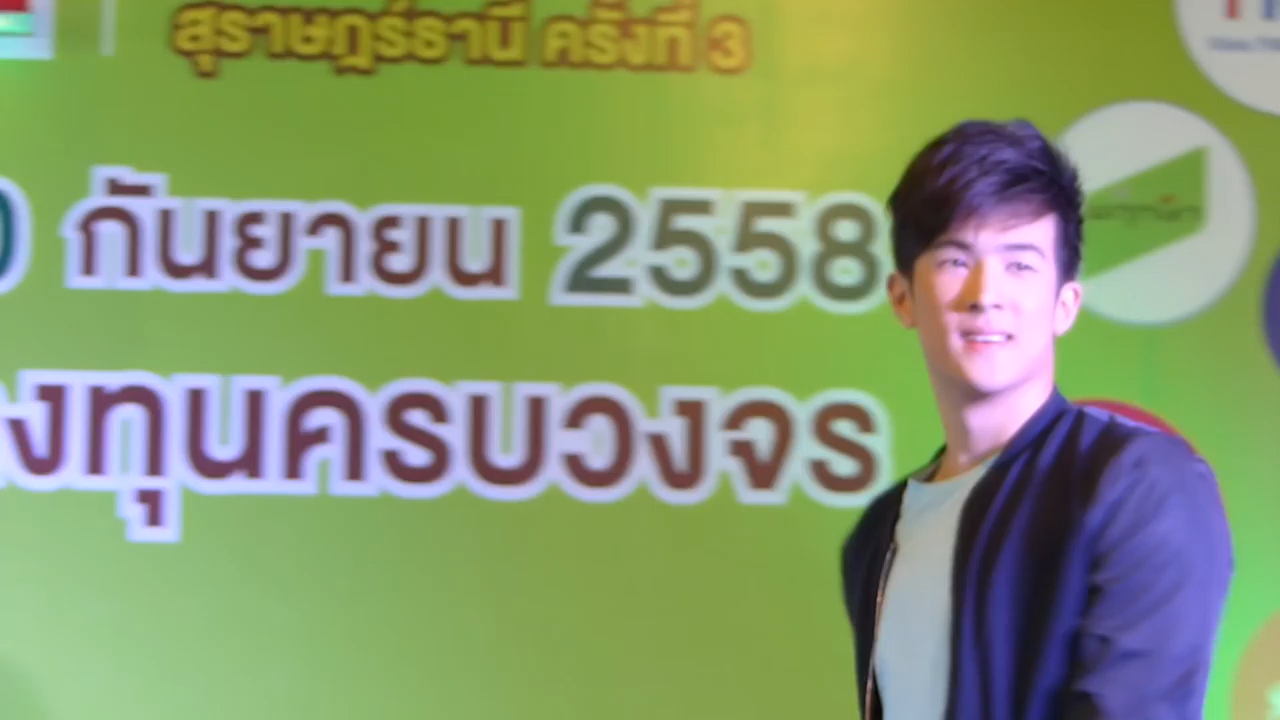 สุราษฎร์ธานี ครั้งที่ 3
0 กันยายน 2558
งทุนครบวงจร